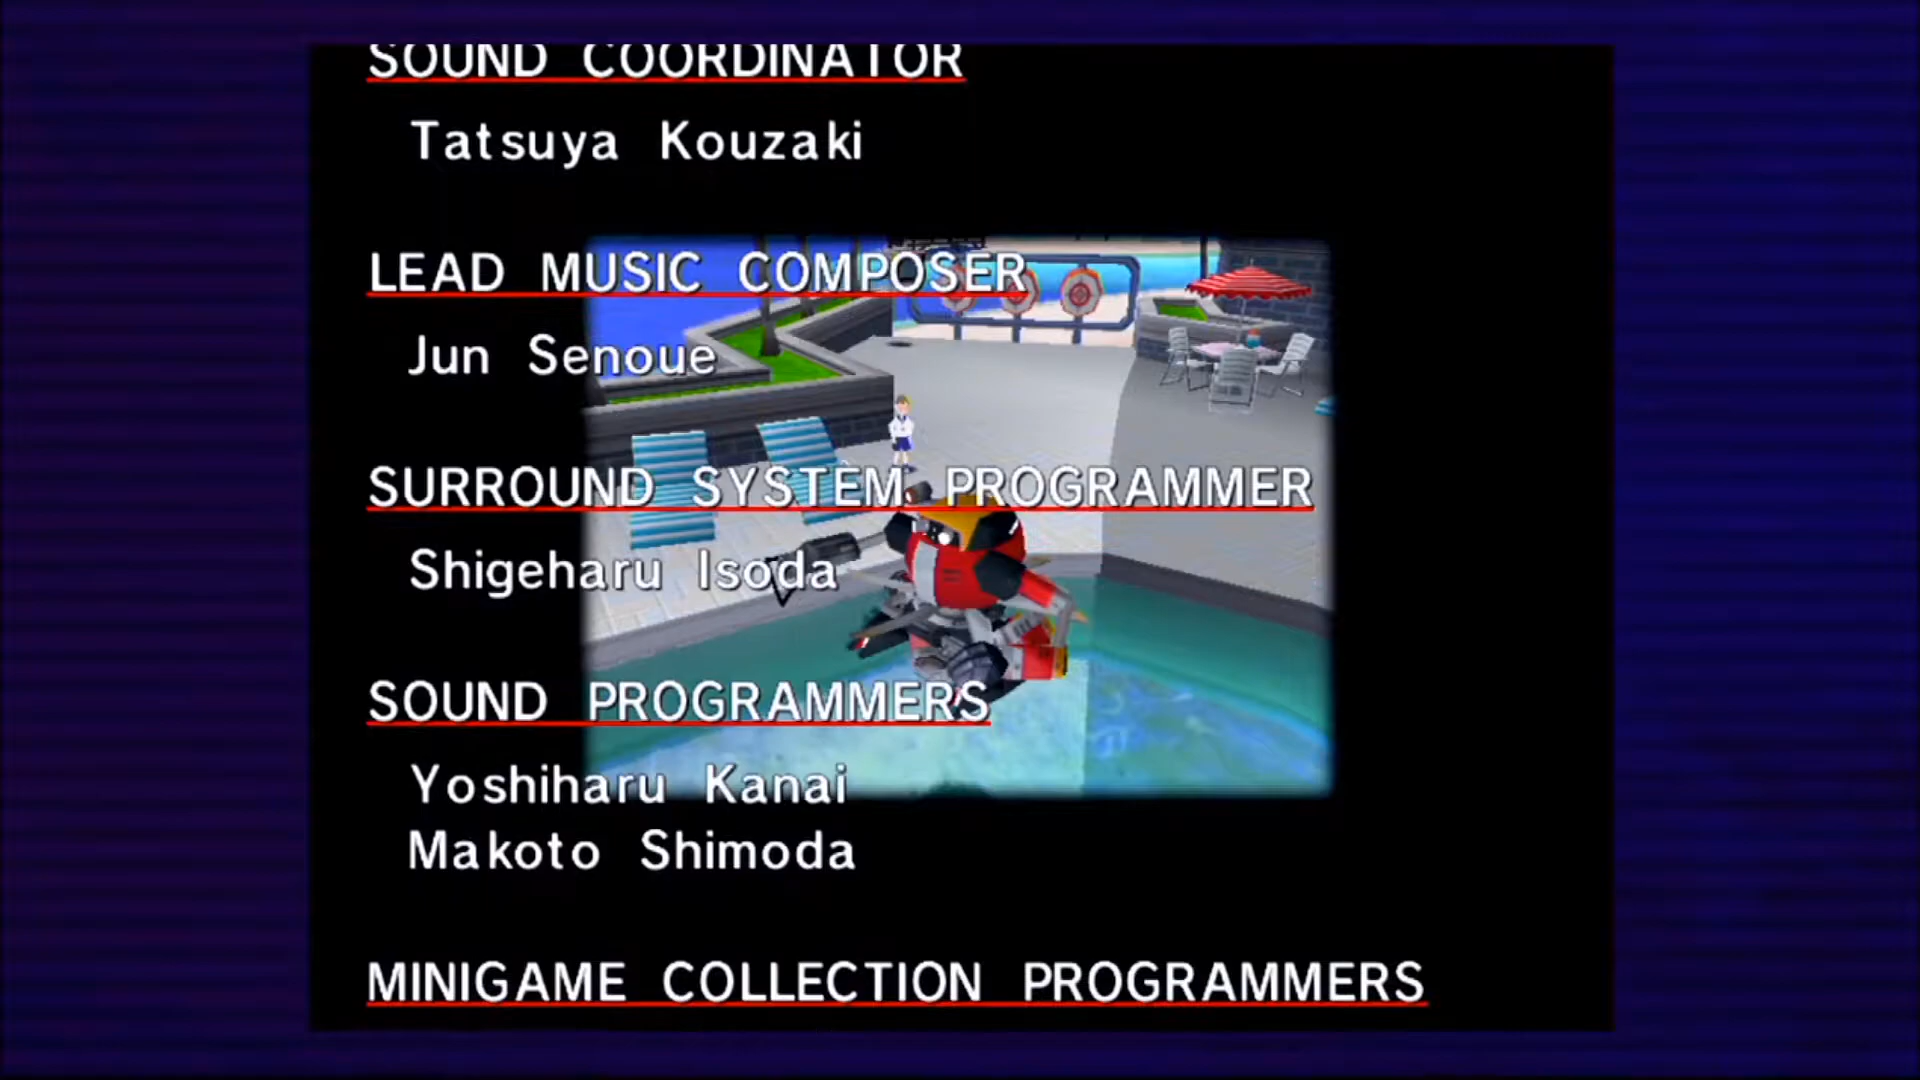 SOUND COORDINATOR
Tatsuya Kouzaki
LEAD MUSIC COMPOSER
Jun Senoue
SURROUND SYSTEM PROGRAMMER
Shigeharu Isoda
SOUND PROGRAMMERS
Yoshiharu Kanai
Makoto Shimoda
MINIGAME COLLECTION PROGRAMMERS